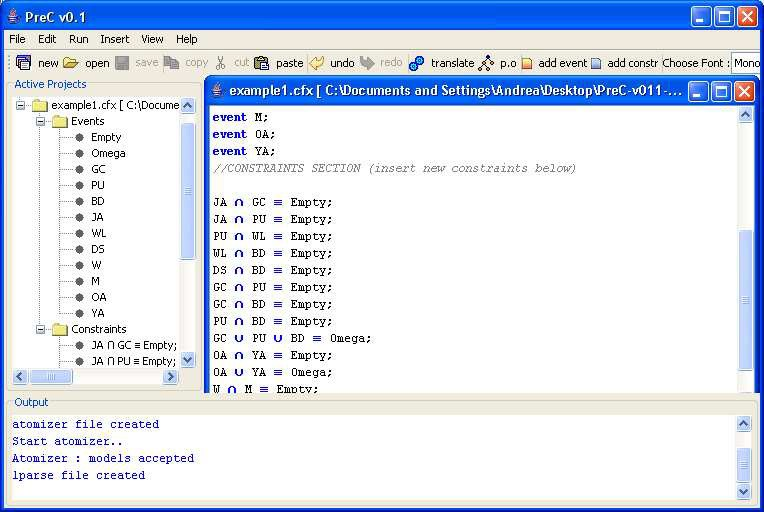 PreC v0.1
File Edit Run Insert View Help
new open save copy cut paste undo redo translate p.o add event add constr Choose Font : Mono
Active Projects
example1.cfx [ C:\Docume
Events
Empty
Omega
GC
PU
BD
JA
WL
DS
W
M
OA
YA
Constraints
JA ∩ GC ≡ Empty;
JA ∩ PU ≡ Empty;
example1.cfx [ C:\Documents and Settings\Andrea\Desktop\PreC-v011-...
event M;
event OA;
event YA;
//CONSTRAINTS SECTION (insert new constraints below)
JA ∩ GC ≡ Empty;
JA ∩ PU ≡ Empty;
PU ∩ WL ≡ Empty;
WL ∩ BD ≡ Empty;
DS ∩ BD ≡ Empty;
GC ∩ PU ≡ Empty;
GC ∩ BD ≡ Empty;
PU ∩ BD ≡ Empty;
GC ∪ PU ∪ BD ≡ Omega;
OA ∩ YA ≡ Empty;
OA ∪ YA ≡ Omega;
W ∩ M ≡ Empty;
Output
atomizer file created
Start atomizer..
Atomizer : models accepted
lparse file created